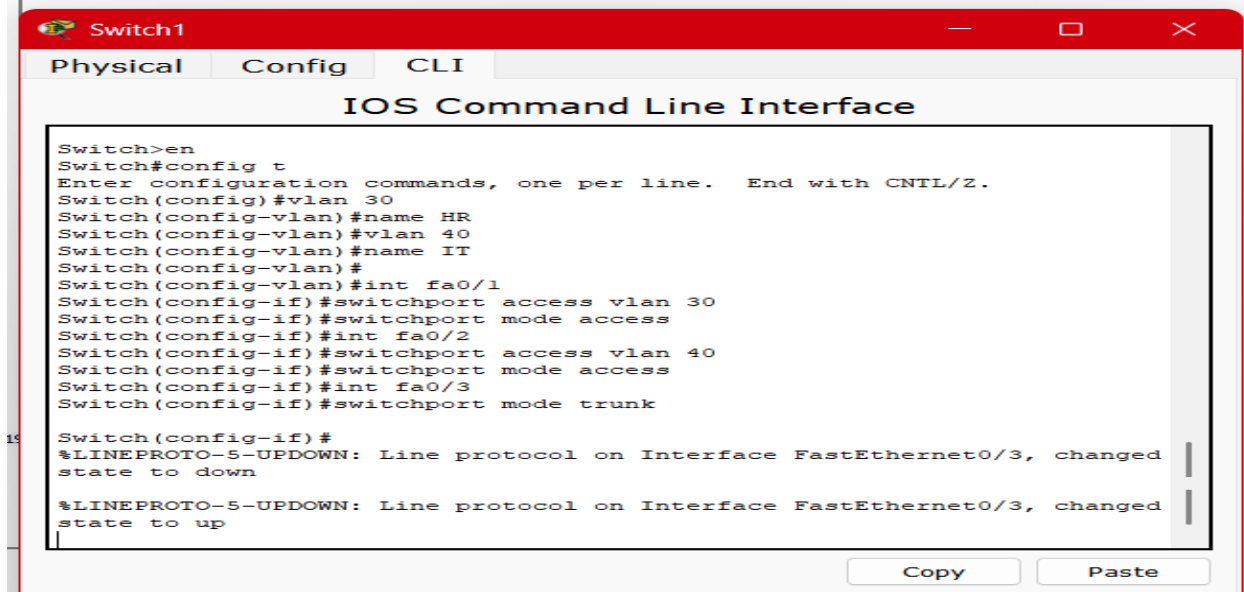 Switch1
Physical Config CLI
IOS Command Line Interface
Switch>en
Switch#config t
Enter configuration commands, one per line.  End with CNTL/Z.
Switch(config)#vlan 30
Switch(config-vlan)#name HR
Switch(config-vlan)#vlan 40
Switch(config-vlan)#name IT
Switch(config-vlan)#
Switch(config-vlan)#int fa0/1
Switch(config-if)#switchport access vlan 30
Switch(config-if)#switchport mode access
Switch(config-if)#int fa0/2
Switch(config-if)#switchport access vlan 40
Switch(config-if)#switchport mode access
Switch(config-if)#int fa0/3
Switch(config-if)#switchport mode trunk
Switch(config-if)#
%LINEPROTO-5-UPDOWN: Line protocol on Interface FastEthernet0/3, changed
state to down
%LINEPROTO-5-UPDOWN: Line protocol on Interface FastEthernet0/3, changed
state to up
Copy Paste